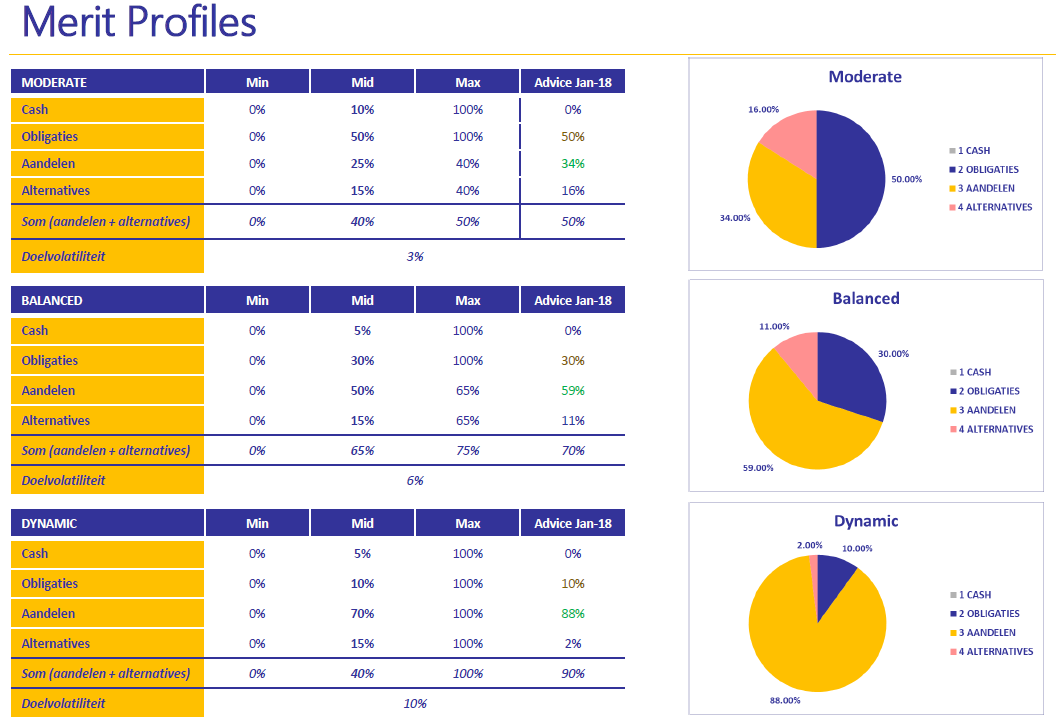 Merit Profiles
MODERATE Min Mid Max Advice Jan-18
Cash 0% 10% 100% 0%
Obligaties 0% 50% 100% 50%
Aandelen 0% 25% 40% 34%
Alternatives 0% 15% 40% 16%
Som (aandelen + alternatives) 0% 40% 50% 50%
Doelvolatiliteit 3%
Moderate
16.00%
50.00%
34.00%
1 CASH
2 OBLIGATIES
3 AANDELEN
4 ALTERNATIVES
BALANCED Min Mid Max Advice Jan-18
Cash 0% 5% 100% 0%
Obligaties 0% 30% 100% 30%
Aandelen 0% 50% 65% 59%
Alternatives 0% 15% 65% 11%
Som (aandelen + alternatives) 0% 65% 75% 70%
Doelvolatiliteit 6%
Balanced
11.00%
30.00%
59.00%
1 CASH
2 OBLIGATIES
3 AANDELEN
4 ALTERNATIVES
DYNAMIC Min Mid Max Advice Jan-18
Cash 0% 5% 100% 0%
Obligaties 0% 10% 100% 10%
Aandelen 0% 70% 100% 88%
Alternatives 0% 15% 100% 2%
Som (aandelen + alternatives) 0% 40% 100% 90%
Doelvolatiliteit 10%
Dynamic
2.00%
10.00%
88.00%
1 CASH
2 OBLIGATIES
3 AANDELEN
4 ALTERNATIVES